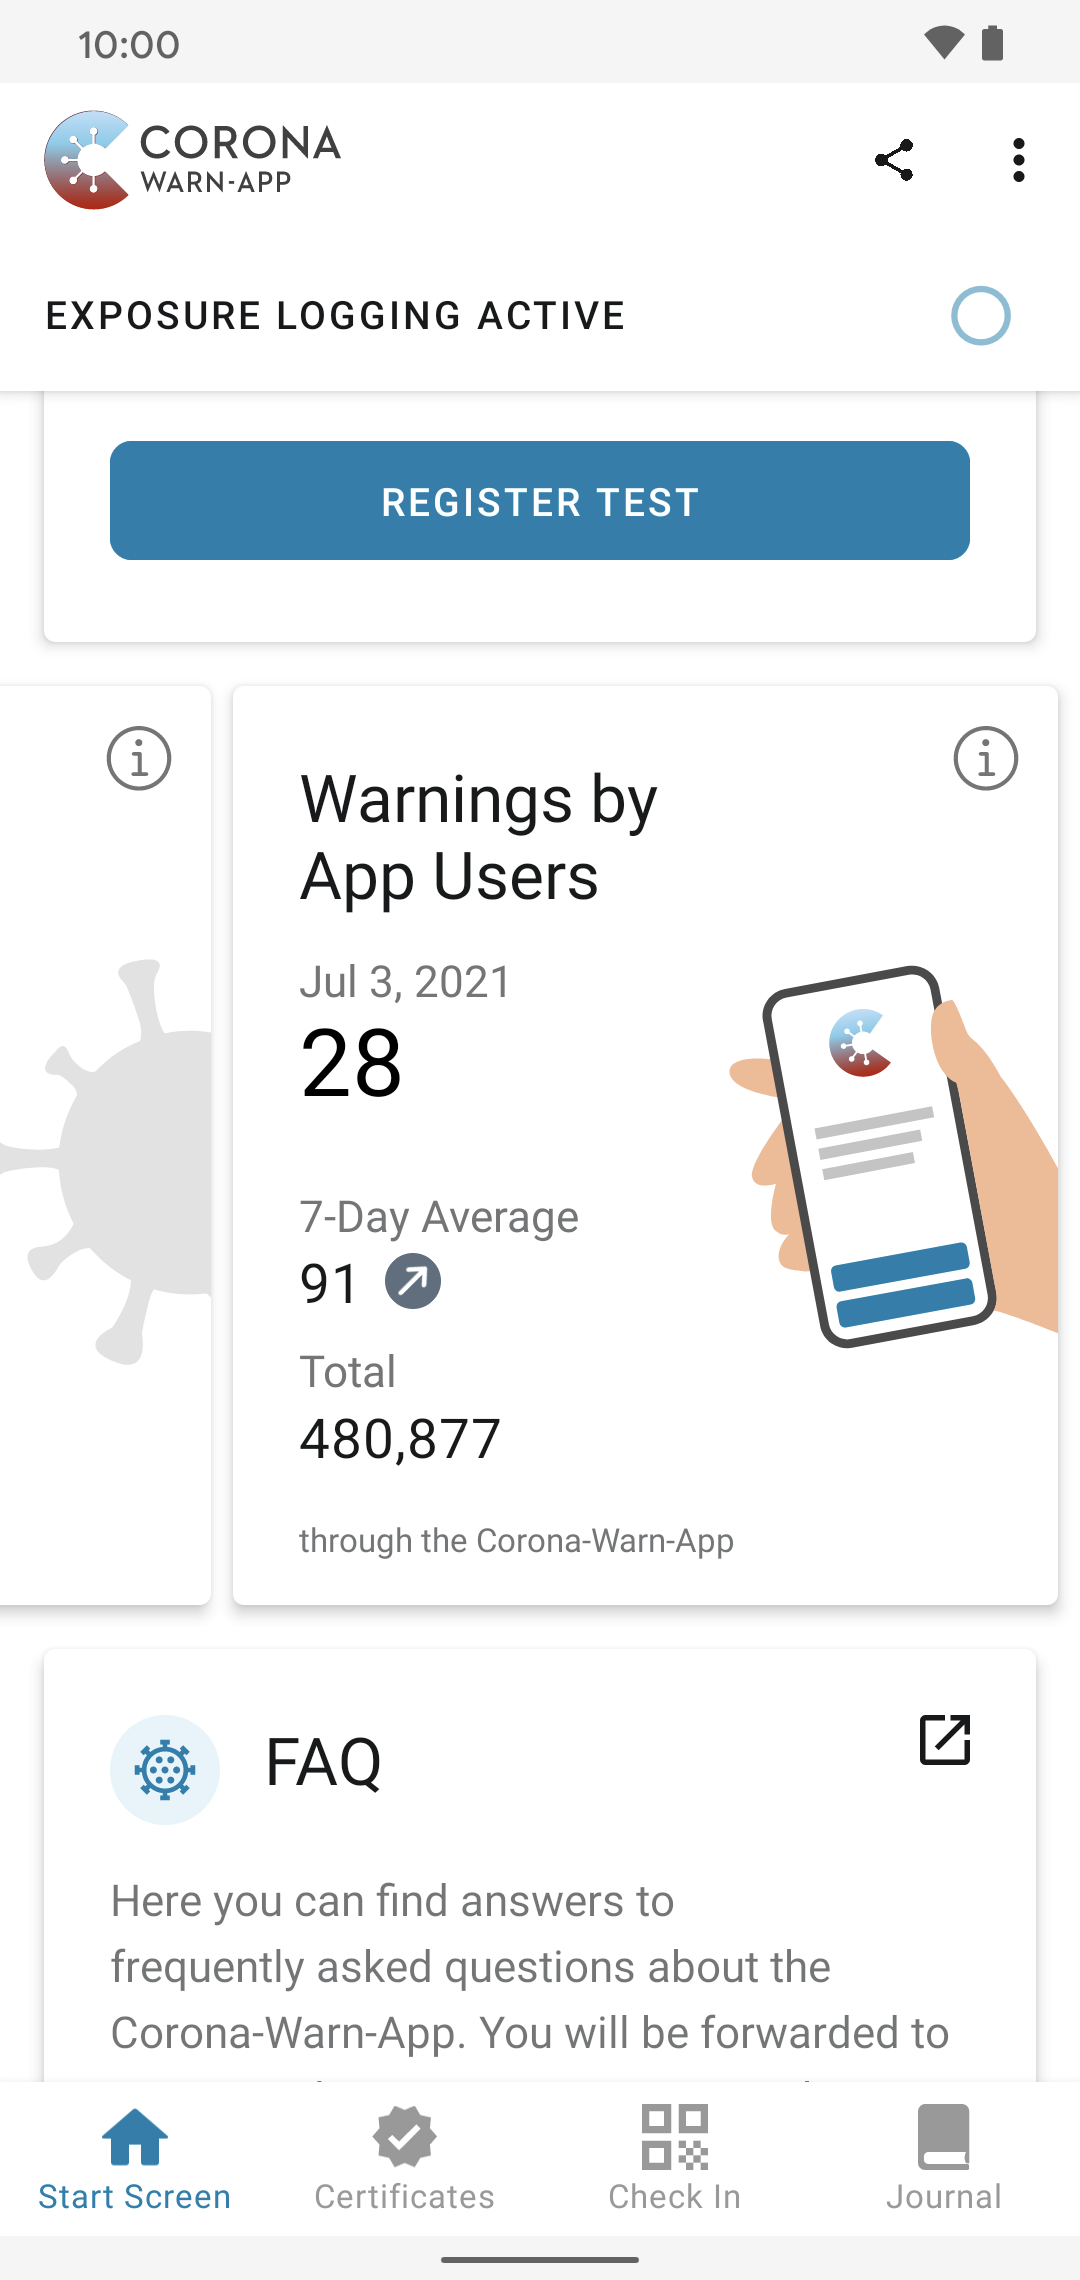 10:00
CORONA
WARN-APP
EXPOSURE LOGGING ACTIVE
REGISTER TEST
Warnings by
App Users
Jul 3, 2021
28
7-Day Average
91
Total
480,877
through the Corona-Warn-App
FAQ
Here you can find answers to
frequently asked questions about the
Corona-Warn-App. You will be forwarded to
Start Screen
Certificates
Check In
Journal